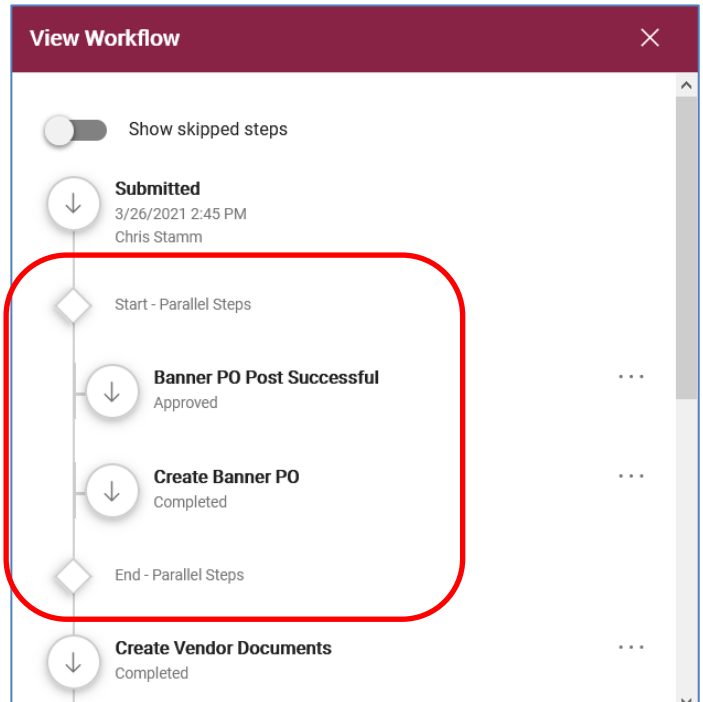 View Workflow
Show skipped steps
Submitted
3/26/2021 2:45 PM
Chris Stamm
Start - Parallel Steps
Banner PO Post Successful
Approved
Create Banner PO
Completed
End - Parallel Steps
Create Vendor Documents
Completed